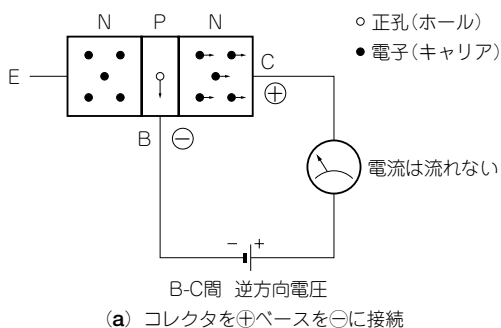 N P N
○ 正孔(ホール)
● 電子(キャリア)
E
C
⊕
B ⊖
電流は流れない
− +
B-C間 逆方向電圧
(a) コレクタを⊕ベースを⊖に接続